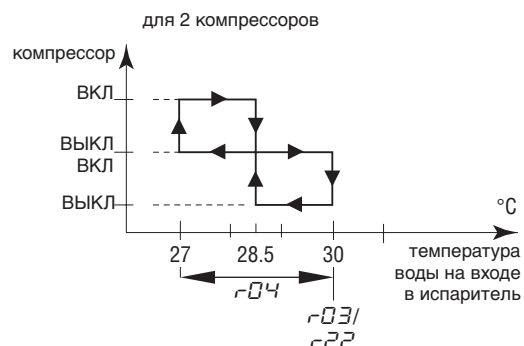 для 2 компрессоров
компрессор
ВКЛ
ВЫКЛ
ВКЛ
ВЫКЛ
°C
27 28.5 30
температура
воды на входе
в испаритель
r04
r03/
r22